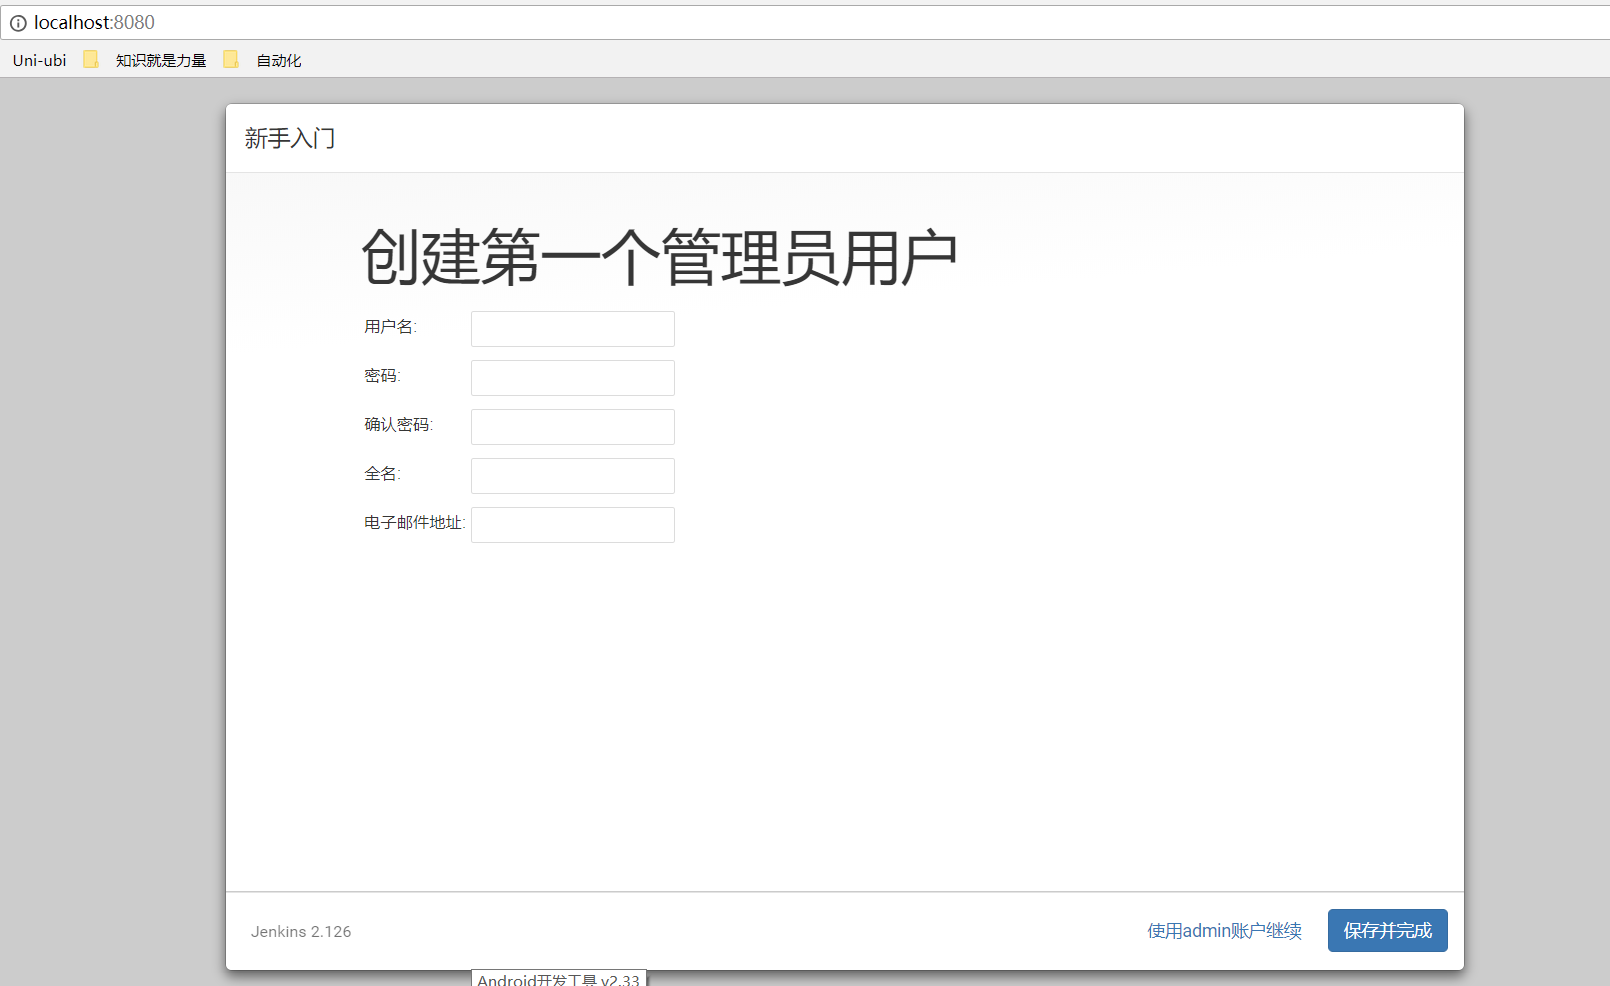 localhost:8080
Uni-ubi 知识就是力量 自动化
新手入门
创建第一个管理员用户
用户名:
密码:
确认密码:
全名:
电子邮件地址:
Jenkins 2.126 使用admin账户继续 保存并完成
Android开发工具 v2.33